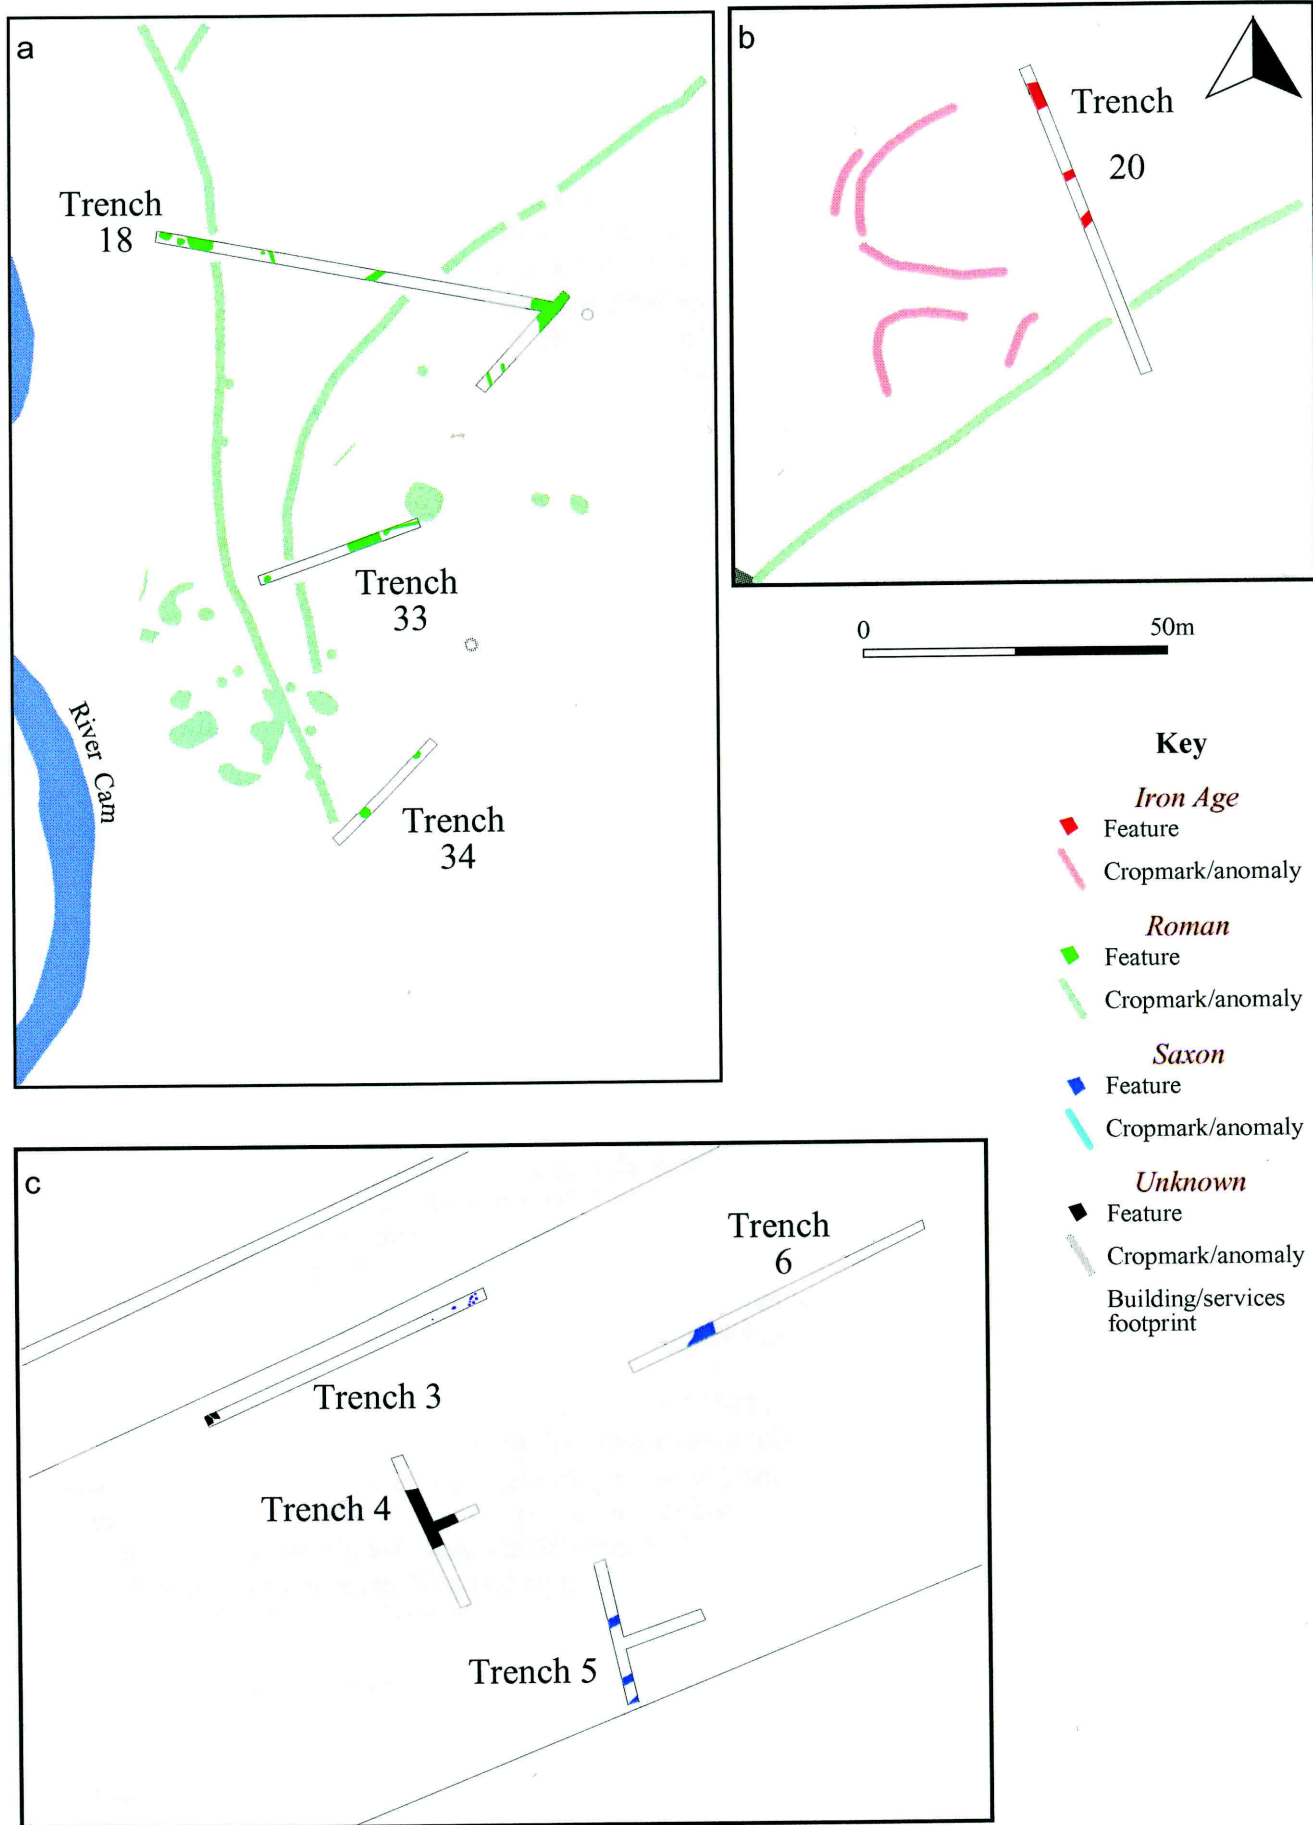 a
Trench
18
Trench
33
River Cam
Trench
34
b
Trench
20
0 50m
Key
Iron Age
Feature
Cropmark/anomaly
Roman
Feature
Cropmark/anomaly
Saxon
Feature
Cropmark/anomaly
Unknown
Feature
Cropmark/anomaly
Building/services
footprint
c
Trench
6
Trench 3
Trench 4
Trench 5